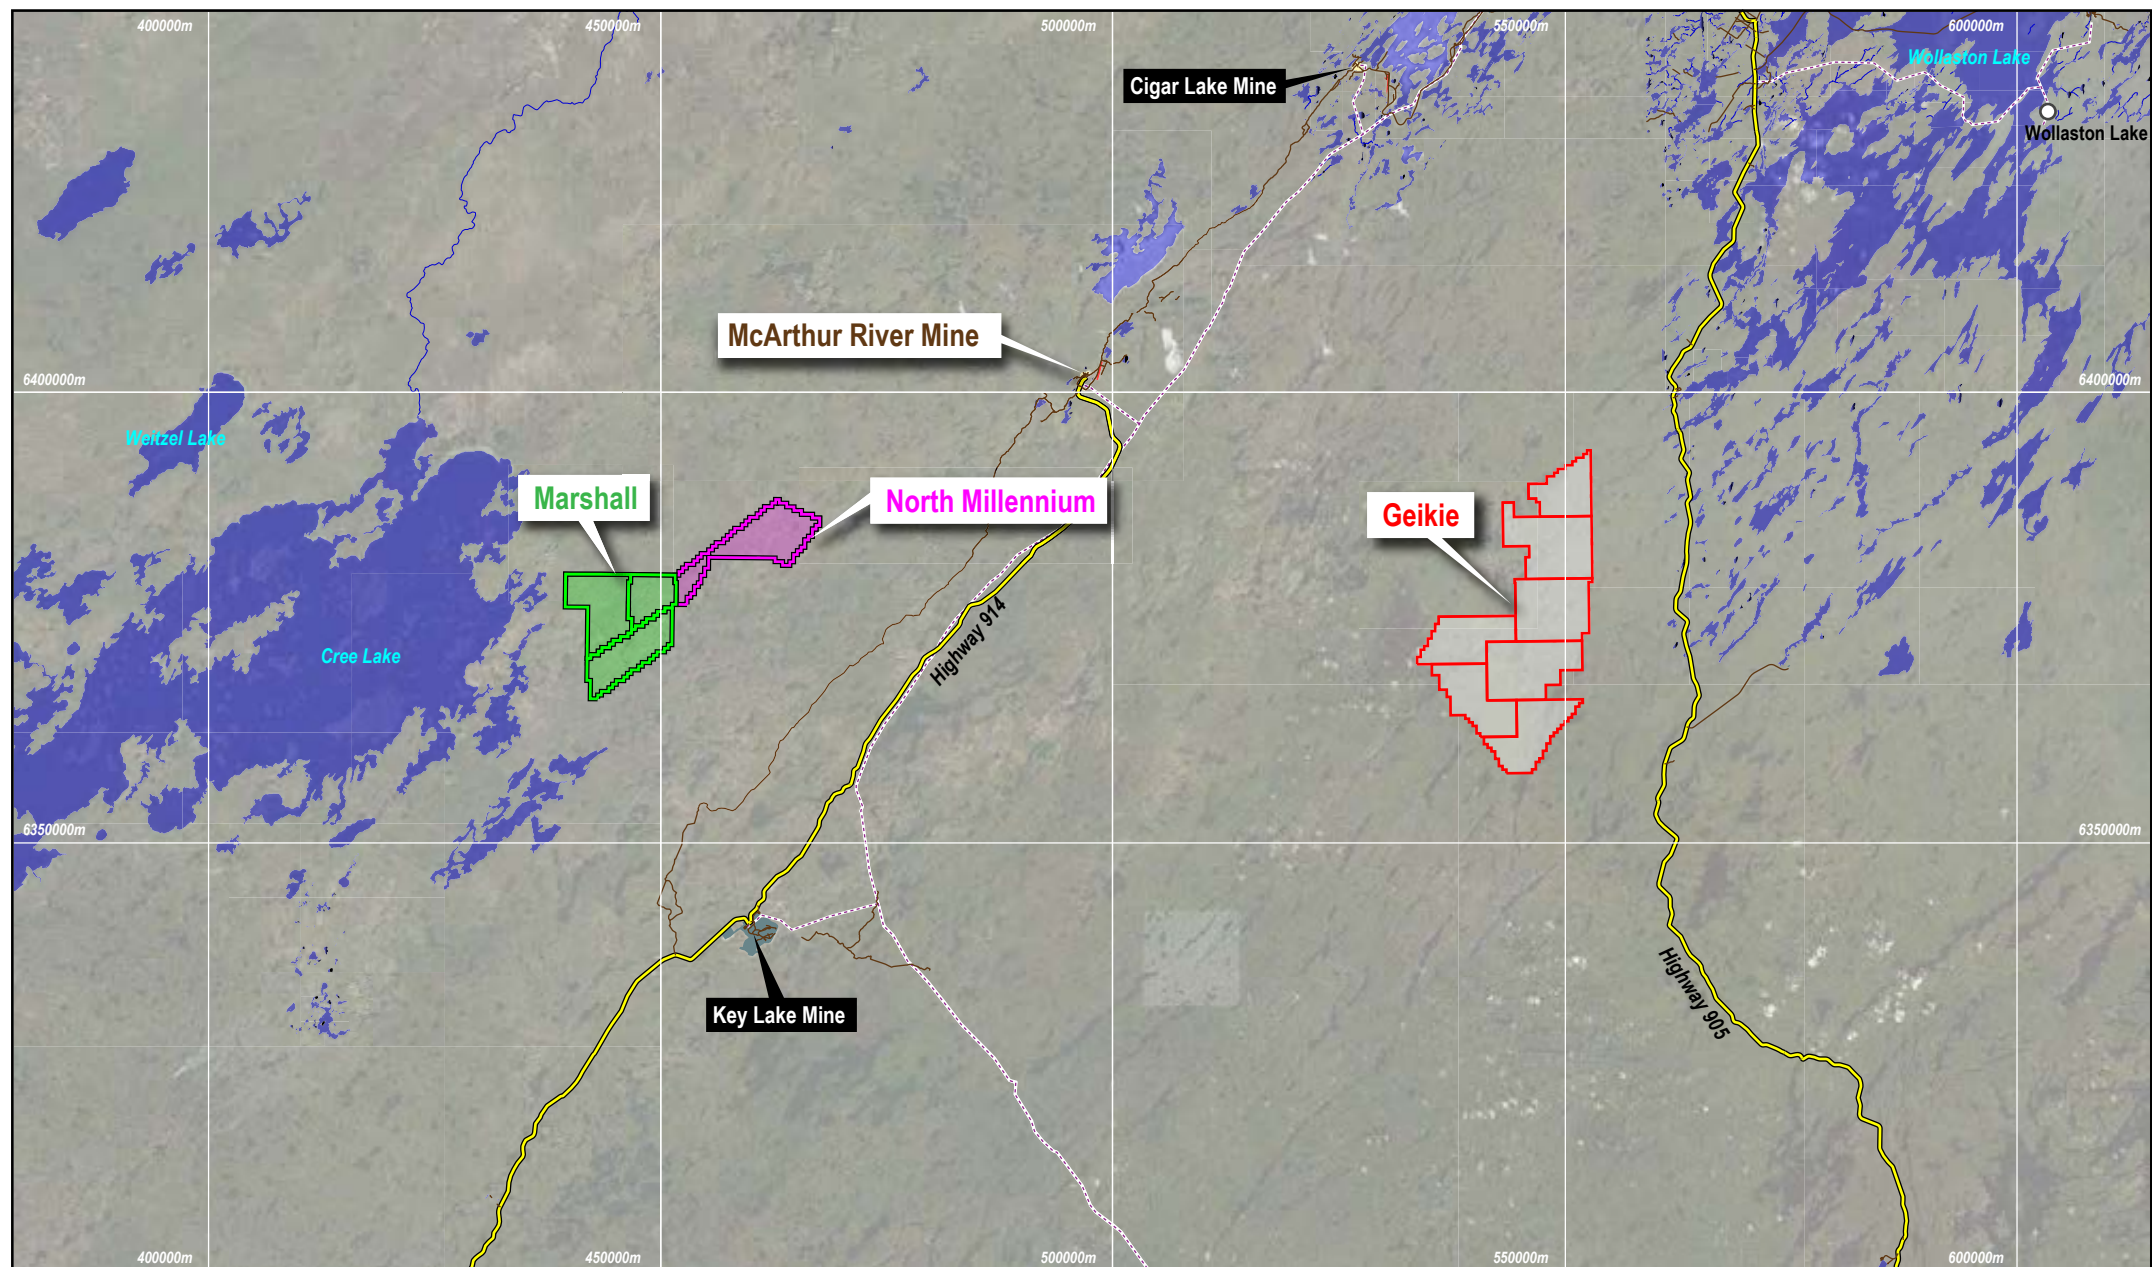 400000m
450000m
500000m
550000m
600000m
Wollaston Lake
Cigar Lake Mine
Wollaston Lake
McArthur River Mine
6400000m
6400000m
Weitzel Lake
Marshall
North Millennium
Geikie
Cree Lake
Highway 914
6350000m
6350000m
Highway 905
Key Lake Mine
400000m
450000m
500000m
550000m
600000m